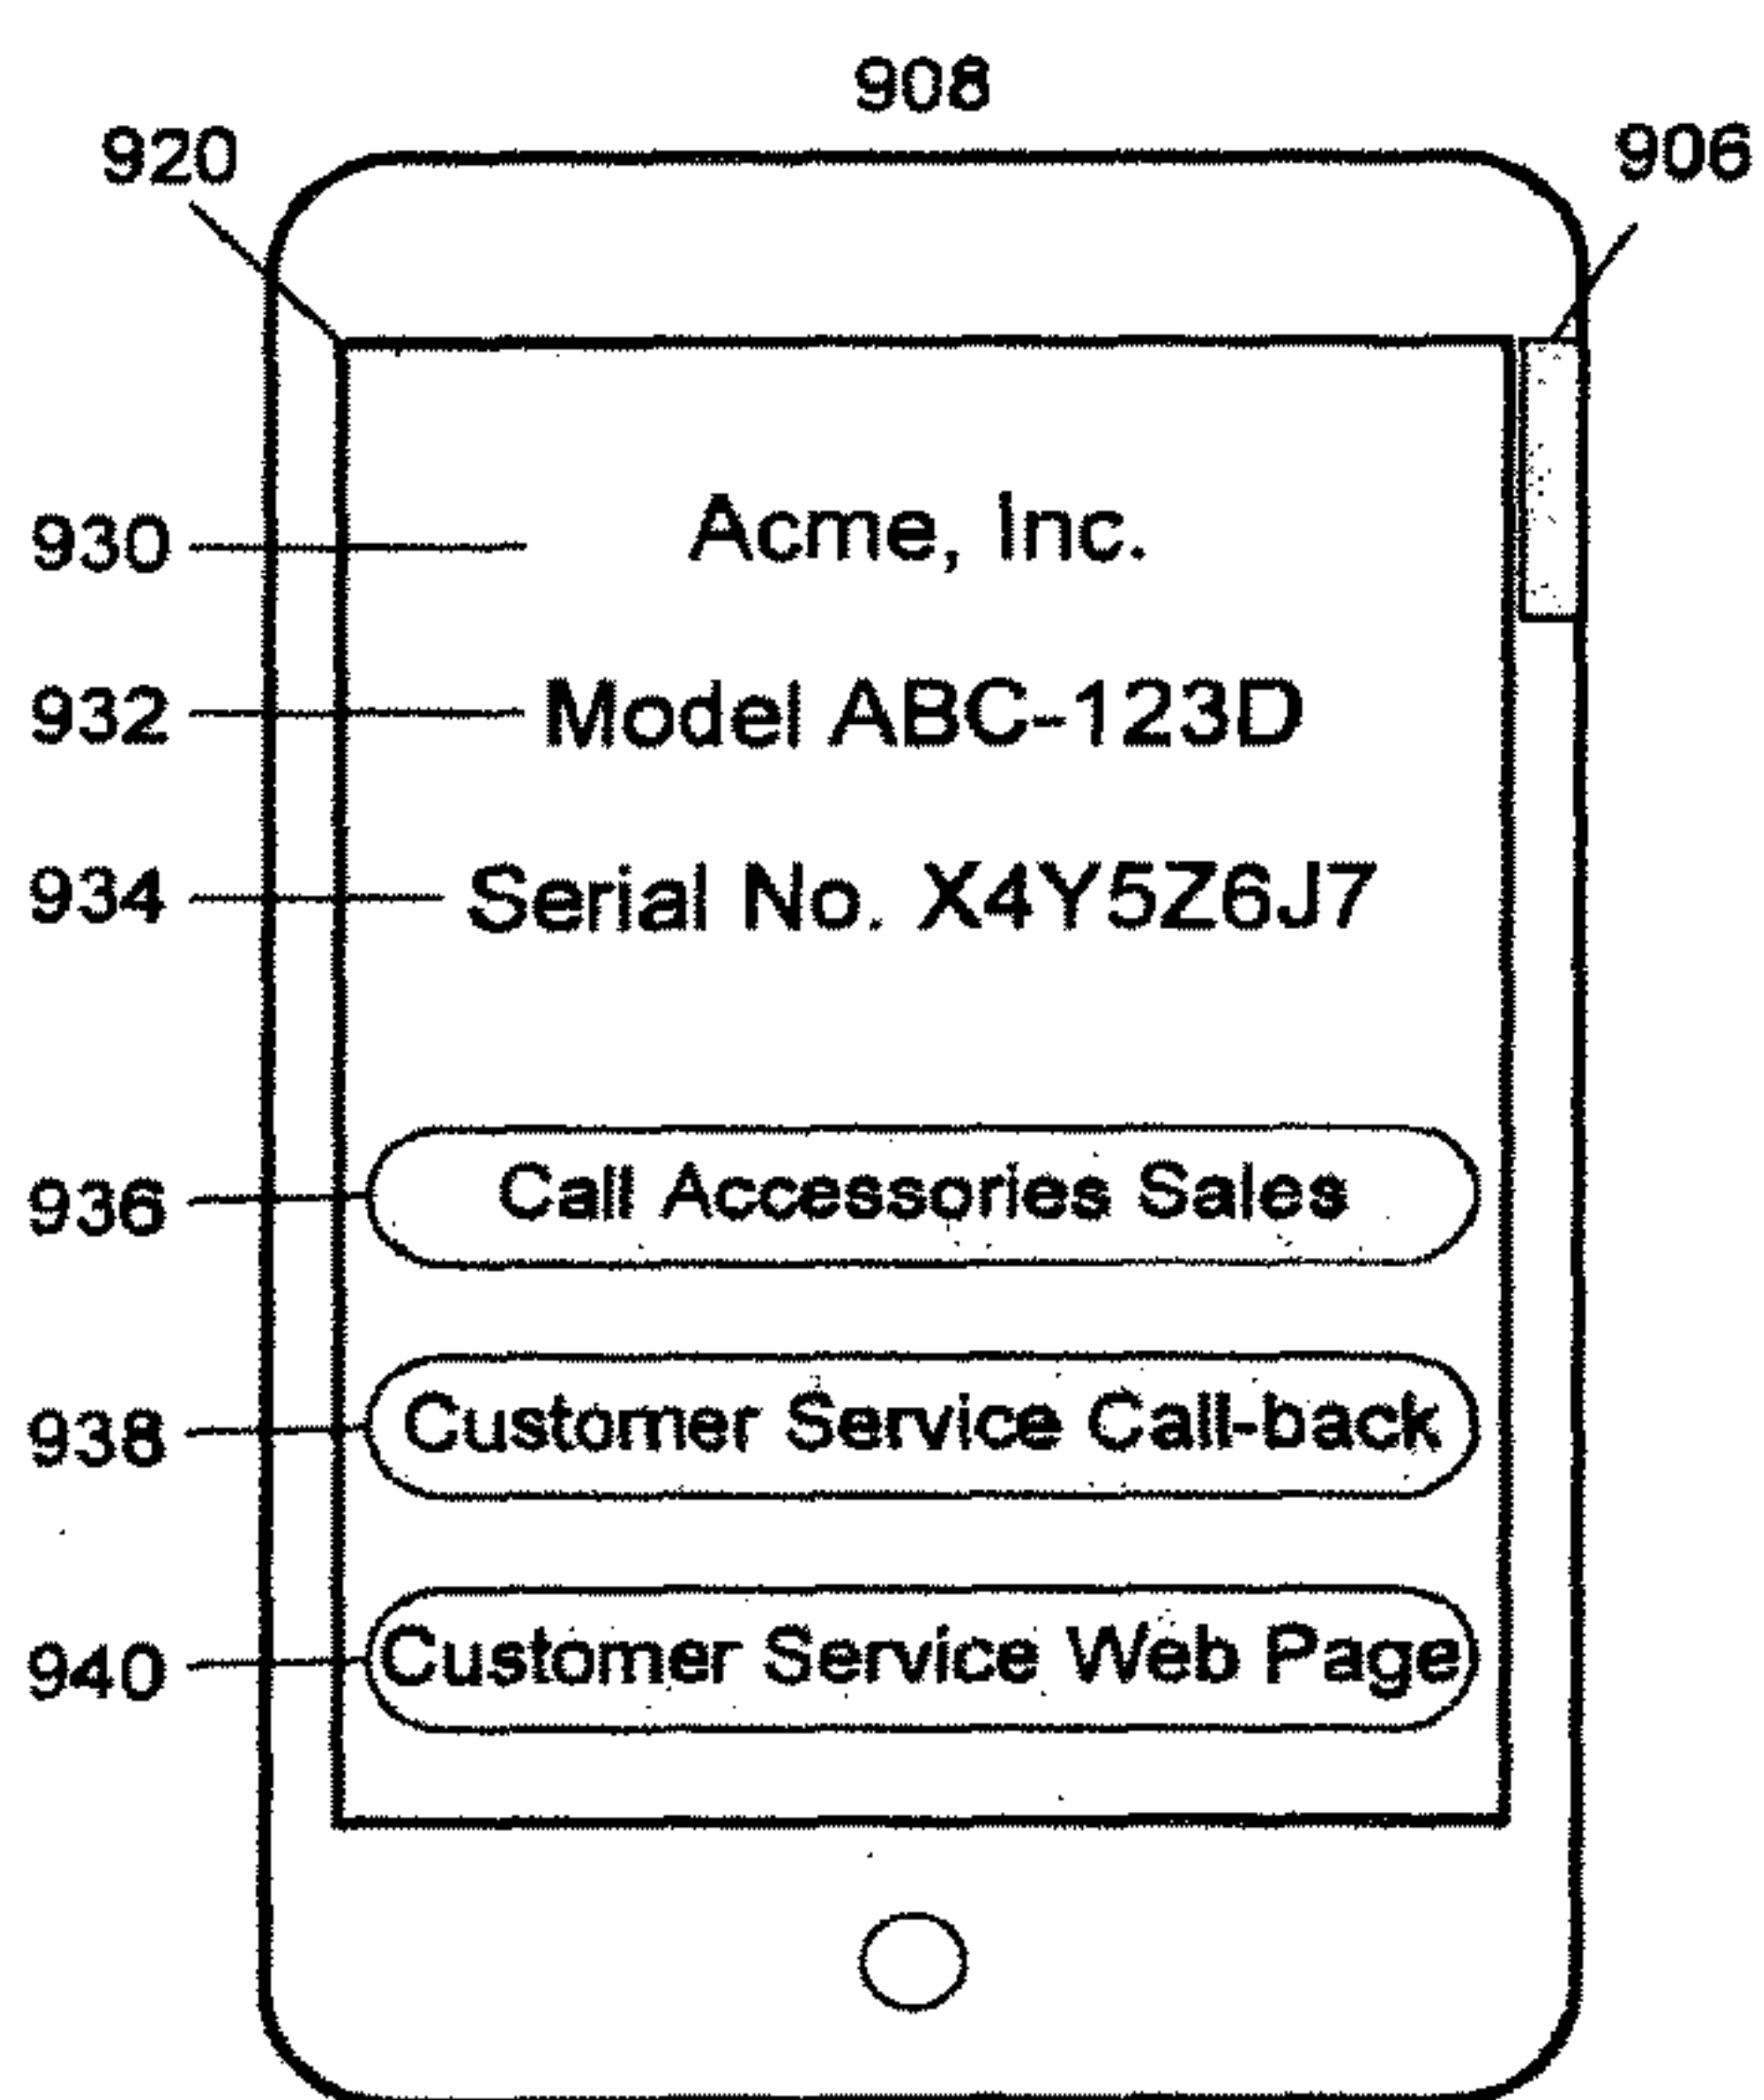 908
920
906
930 Acme, Inc.
932 Model ABC-123D
934 Serial No. X4Y5Z6J7
936 Call Accessories Sales
938 Customer Service Call-back
940 Customer Service Web Page